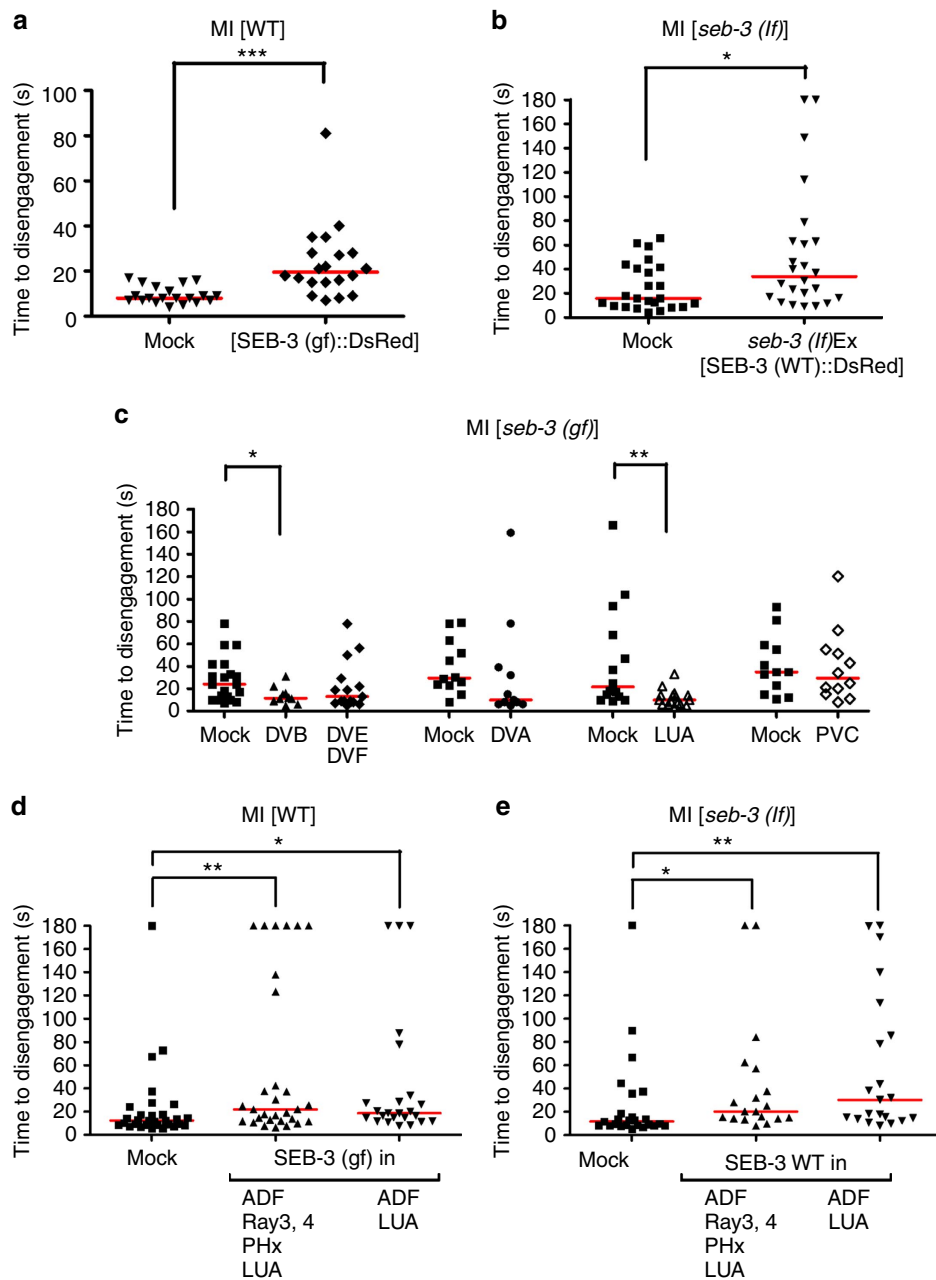 a
MI [WT]
***
Time to disengagement (s)
100
80
60
40
20
0
Mock
[SEB-3 (gf)::DsRed]
b
MI [seb-3 (lf)]
*
Time to disengagement (s)
180
160
140
120
100
80
60
40
20
0
Mock
seb-3 (lf)Ex
[SEB-3 (WT)::DsRed]
c
MI [seb-3 (gf)]
*
**
Time to disengagement (s)
180
160
140
120
100
80
60
40
20
0
Mock DVB DVE Mock DVA Mock LUA Mock PVC
DVF
d
MI [WT]
*
**
Time to disengagement (s)
180
160
140
120
100
80
60
40
20
0
Mock
SEB-3 (gf) in
ADF ADF
Ray3, 4 LUA
PHx
LUA
e
MI [seb-3 (lf)]
**
*
Time to disengagement (s)
180
160
140
120
100
80
60
40
20
0
Mock
SEB-3 WT in
ADF ADF
Ray3, 4 LUA
PHx
LUA